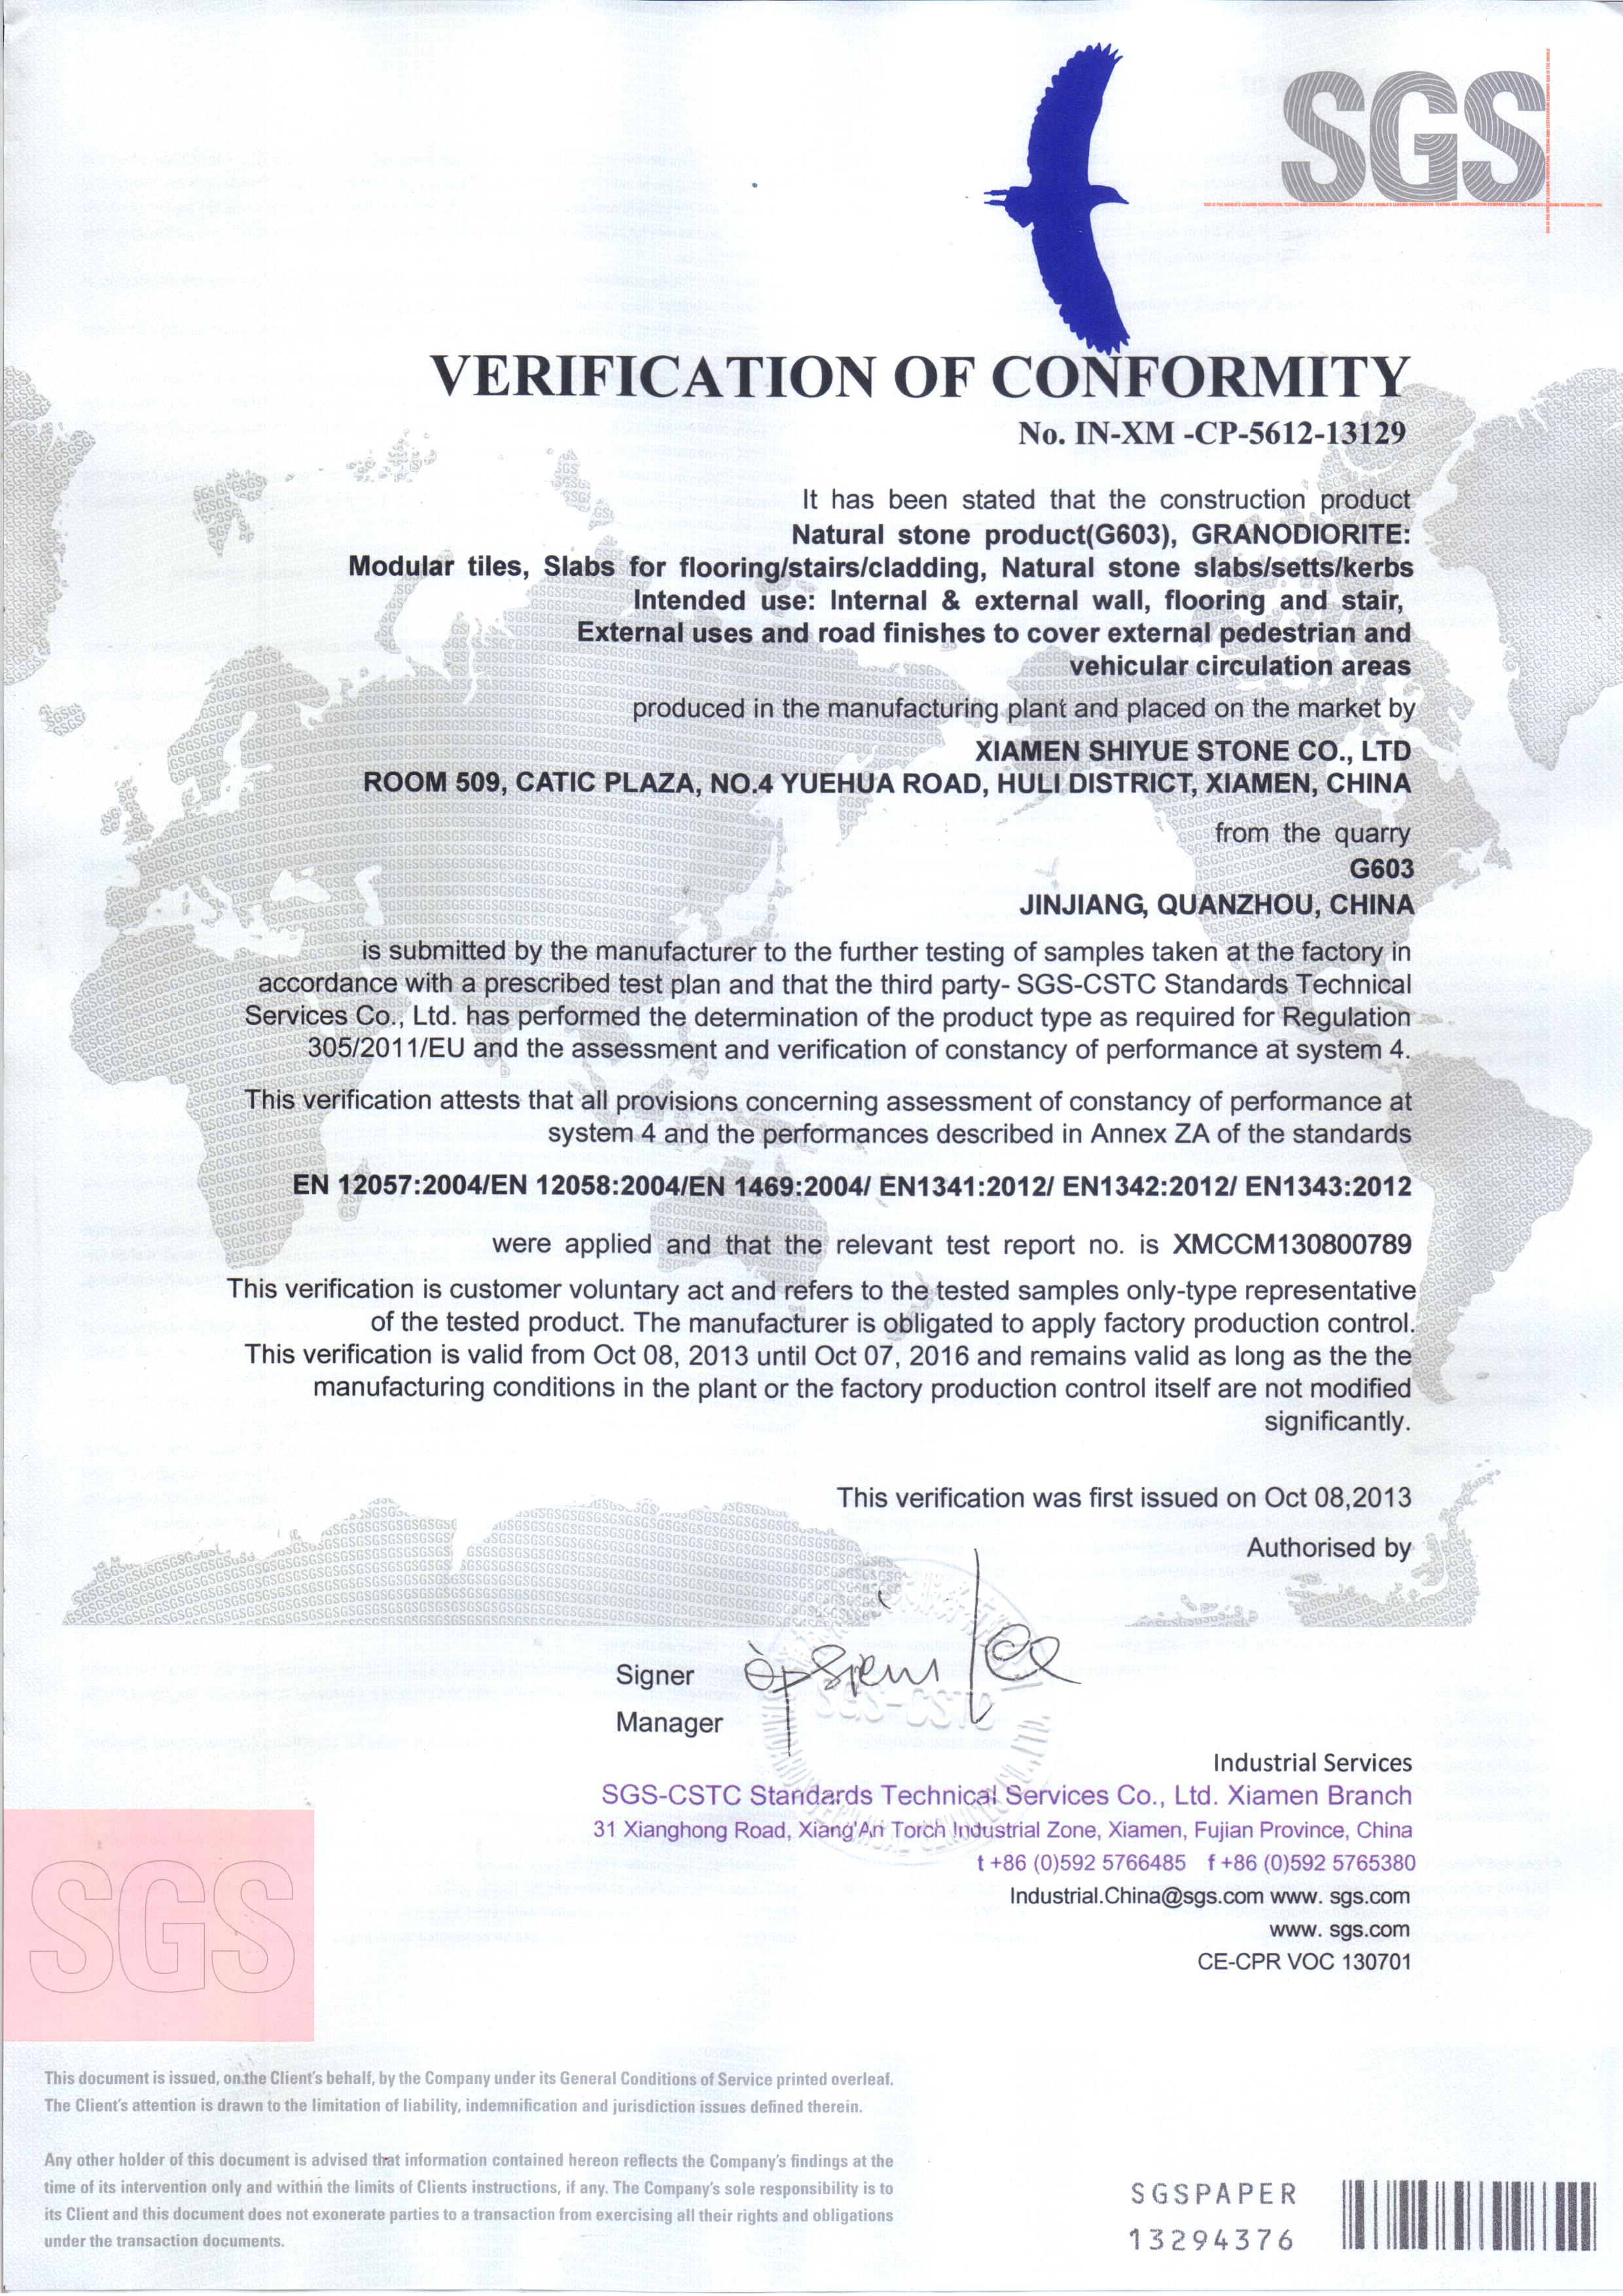 SGS
VERIFICATION OF CONFORMITY
No. IN-XM -CP-5612-13129
It has been stated that the construction product
Natural stone product(G603), GRANODIORITE:
Modular tiles, Slabs for flooring/stairs/cladding, Natural stone slabs/setts/kerbs
Intended use: Internal & external wall, flooring and stair,
External uses and road finishes to cover external pedestrian and
vehicular circulation areas
produced in the manufacturing plant and placed on the market by
XIAMEN SHIYUE STONE CO., LTD
ROOM 509, CATIC PLAZA, NO.4 YUEHUA ROAD, HULI DISTRICT, XIAMEN, CHINA
from the quarry
G603
JINJIANG, QUANZHOU, CHINA
is submitted by the manufacturer to the further testing of samples taken at the factory in
accordance with a prescribed test plan and that the third party- SGS-CSTC Standards Technical
Services Co., Ltd. has performed the determination of the product type as required for Regulation
305/2011/EU and the assessment and verification of constancy of performance at system 4.
This verification attests that all provisions concerning assessment of constancy of performance at
system 4 and the performances described in Annex ZA of the standards
EN 12057:2004/EN 12058:2004/EN 1469:2004/ EN1341:2012/ EN1342:2012/ EN1343:2012
were applied and that the relevant test report no. is XMCCM130800789
This verification is customer voluntary act and refers to the tested samples only-type representative
of the tested product. The manufacturer is obligated to apply factory production control.
This verification is valid from Oct 08, 2013 until Oct 07, 2016 and remains valid as long as the the
manufacturing conditions in the plant or the factory production control itself are not modified
significantly.
This verification was first issued on Oct 08,2013
Authorised by
Signer
Manager
SGS-CSTC
Industrial Services
SGS-CSTC Standards Technical Services Co., Ltd. Xiamen Branch
31 Xianghong Road, Xiang'An Torch Industrial Zone, Xiamen, Fujian Province, China
t +86 (0)592 5766485 f +86 (0)592 5765380
Industrial.China@sgs.com www. sgs.com
www. sgs.com
CE-CPR VOC 130701
SGS
This document is issued, on the Client's behalf, by the Company under its General Conditions of Service printed overleaf.
The Client's attention is drawn to the limitation of liability, indemnification and jurisdiction issues defined therein.
Any other holder of this document is advised that information contained hereon reflects the Company's findings at the
time of its intervention only and within the limits of Clients instructions, if any. The Company's sole responsibility is to
its Client and this document does not exonerate parties to a transaction from exercising all their rights and obligations
under the transaction documents.
SGSPAPER
13294376